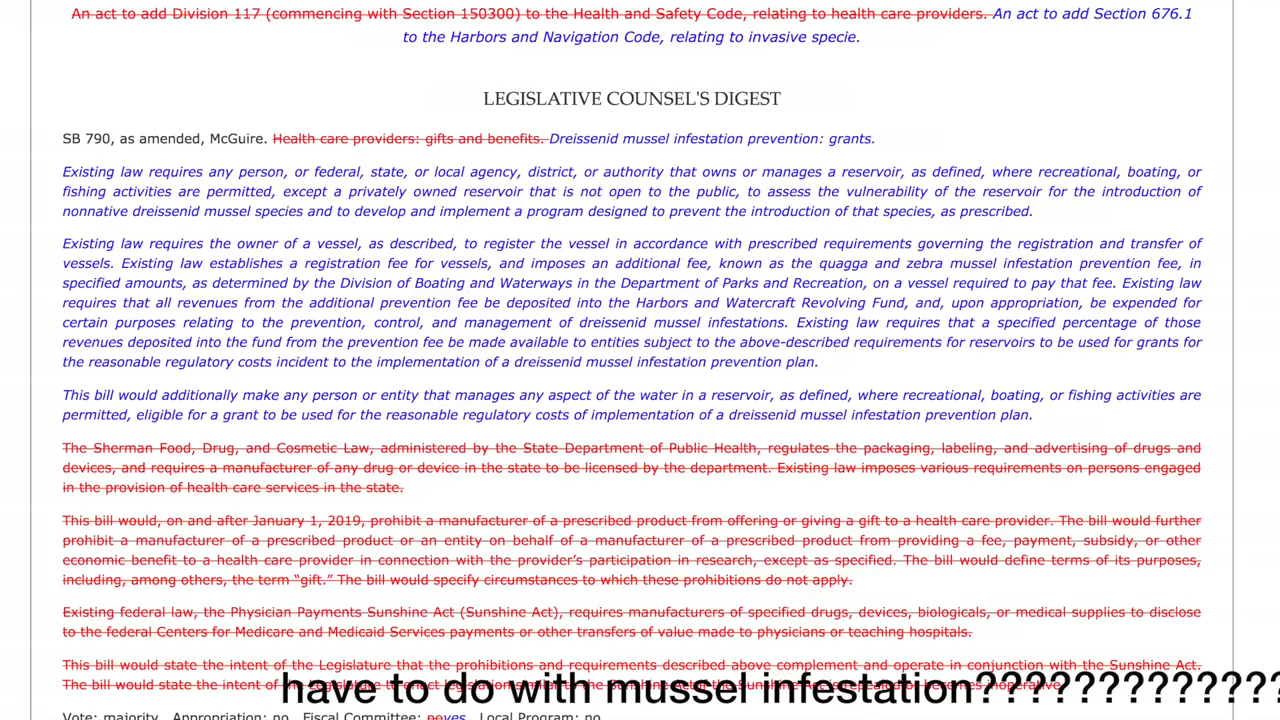 An act to add Division 117 (commencing with Section 150300) to the Health and Safety Code, relating to health care providers. An act to add Section 676.1
to the Harbors and Navigation Code, relating to invasive specie.
LEGISLATIVE COUNSEL'S DIGEST
SB 790, as amended, McGuire. Health care providers: gifts and benefits. Dreissenid mussel infestation prevention: grants.
Existing law requires any person, or federal, state, or local agency, district, or authority that owns or manages a reservoir, as defined, where recreational, boating, or
fishing activities are permitted, except a privately owned reservoir that is not open to the public, to assess the vulnerability of the reservoir for the introduction of
nonnative dreissenid mussel species and to develop and implement a program designed to prevent the introduction of that species, as prescribed.
Existing law requires the owner of a vessel, as described, to register the vessel in accordance with prescribed requirements governing the registration and transfer of
vessels. Existing law establishes a registration fee for vessels, and imposes an additional fee, known as the quagga and zebra mussel infestation prevention fee, in
specified amounts, as determined by the Division of Boating and Waterways in the Department of Parks and Recreation, on a vessel required to pay that fee. Existing law
requires that all revenues from the additional prevention fee be deposited into the Harbors and Watercraft Revolving Fund, and, upon appropriation, be expended for
certain purposes relating to the prevention, control, and management of dreissenid mussel infestations. Existing law requires that a specified percentage of those
revenues deposited into the fund from the prevention fee be made available to entities subject to the above-described requirements for reservoirs to be used for grants for
the reasonable regulatory costs incident to the implementation of a dreissenid mussel infestation prevention plan.
This bill would additionally make any person or entity that manages any aspect of the water in a reservoir, as defined, where recreational, boating, or fishing activities are
permitted, eligible for a grant to be used for the reasonable regulatory costs of implementation of a dreissenid mussel infestation prevention plan.
The Sherman Food, Drug, and Cosmetic Law, administered by the State Department of Public Health, regulates the packaging, labeling, and advertising of drugs and
devices, and requires a manufacturer of any drug or device in the state to be licensed by the department. Existing law imposes various requirements on persons engaged
in the provision of health care services in the state.
This bill would, on and after January 1, 2019, prohibit a manufacturer of a prescribed product from offering or giving a gift to a health care provider. The bill would further
prohibit a manufacturer of a prescribed product or an entity on behalf of a manufacturer of a prescribed product from providing a fee, payment, subsidy, or other
economic benefit to a health care provider in connection with the provider's participation in research, except as specified. The bill would define terms of its purposes,
including, among others, the term “gift.” The bill would specify circumstances to which these prohibitions do not apply.
Existing federal law, the Physician Payments Sunshine Act (Sunshine Act), requires manufacturers of specified drugs, devices, biologicals, or medical supplies to disclose
to the federal Centers for Medicare and Medicaid Services payments or other transfers of value made to physicians or teaching hospitals.
This bill would state the intent of the Legislature that the prohibitions and requirements described above complement and operate in conjunction with the Sunshine Act.
The bill would state the intent of the Legislature to enact legislation similar to the Sunshine Act if the Sunshine Act is repealed or becomes inoperative.
have to do with mussel infestation?????????????
Vote: majority Appropriation: no Fiscal Committee: noyes Local Program: no